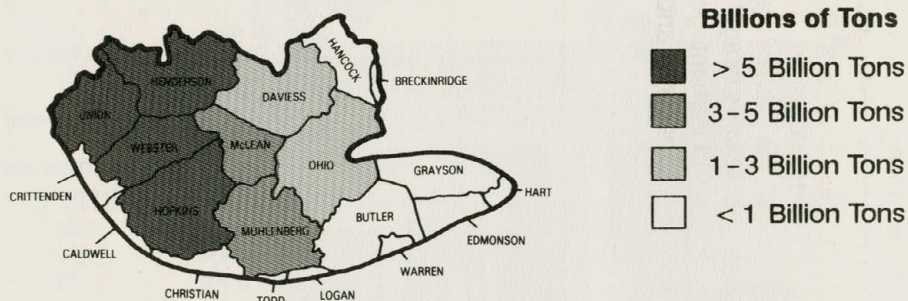 Billions of Tons
> 5 Billion Tons
3-5 Billion Tons
1-3 Billion Tons
< 1 Billion Tons
HANCOCK
BRECKINRIDGE
HENDERSON
DAVIESS
UNION
WEBSTER
McLEAN
OHIO
GRAYSON
CRITTENDEN
HART
HOPKINS
BUTLER
MUHLENBERG
EDMONSON
CALDWELL
WARREN
CHRISTIAN
TODD
LOGAN